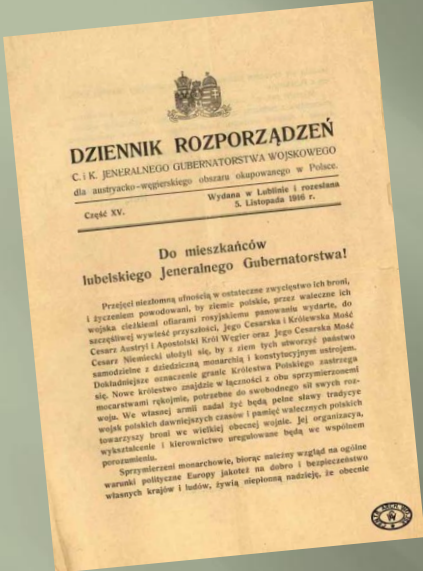 DZIENNIK ROZPORZĄDZEŃ
C. i K. JENERALNEGO GUBERNATORSTWA WOJSKOWEGO
dla austryacko-węgierskiego obszaru okupowanego w Polsce.
Część XV.
Wydana w Lublinie i rozesłana
5. Listopada 1916 r.
Do mieszkańców
lubelskiego Jeneralnego Gubernatorstwa!
Przejęci niezłomną ufnością w ostateczne zwycięstwo ich broni,
i życzeniem powodowani, by ziemie polskie, przez waleczne ich
wojska ciężkiemi ofiarami rosyjskiemu panowaniu wydarte, do
szczęśliwej wywieść przyszłości, Jego Cesarska i Królewska Mość
Cesarz Austryi i Apostolski Król Węgier oraz Jego Cesarska Mość
Cesarz Niemiecki ułożyli się, by z ziem tych utworzyć państwo
samodzielne z dziedziczną monarchią i konstytucyjnym ustrojem.
Dokładniejsze oznaczenie granic Królestwa Polskiego zastrzega
się. Nowe królestwo znajdzie w łączności z obu sprzymierzonemi
mocarstwami rękojmię, potrzebne do swobodnego sił swych roz-
woju. We własnej armii nadal żyć będą pełne sławy tradycye
wojsk polskich dawniejszych czasów i pamięć walecznych polskich
towarzyszy broni we wielkiej obecnej wojnie. Jej organizacya,
wykształcenie i kierownictwo uregulowane będą we wspólnem
porozumieniu.
Sprzymierzeni monarchowie, biorąc należny wzgląd na ogólne
warunki polityczne Europy jakoteż na dobro i bezpieczeństwo
własnych krajów i ludów, żywią niepłonną nadzieję, że obecnie